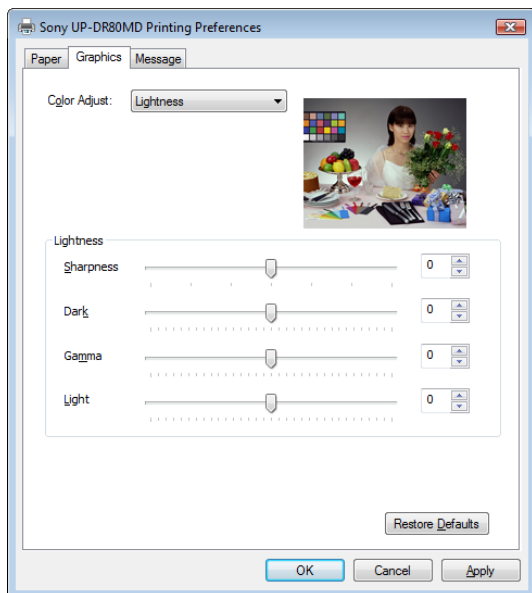 Sony UP-DR80MD Printing Preferences
Paper Graphics Message
Color Adjust: Lightness
Lightness
Sharpness 0
Dark 0
Gamma 0
Light 0
Restore Defaults
OK Cancel Apply